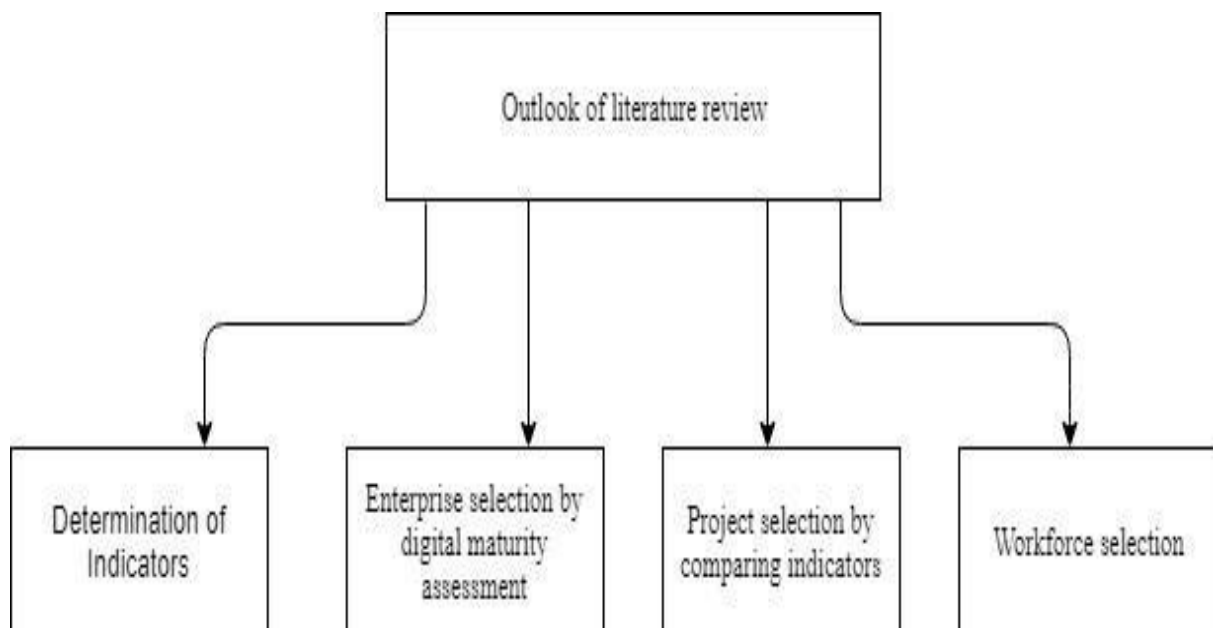 Outlook of literature review
Determination of
Indicators
Enterprise selection by
digital maturity
assessment
Project selection by
comparing indicators
Workforce selection